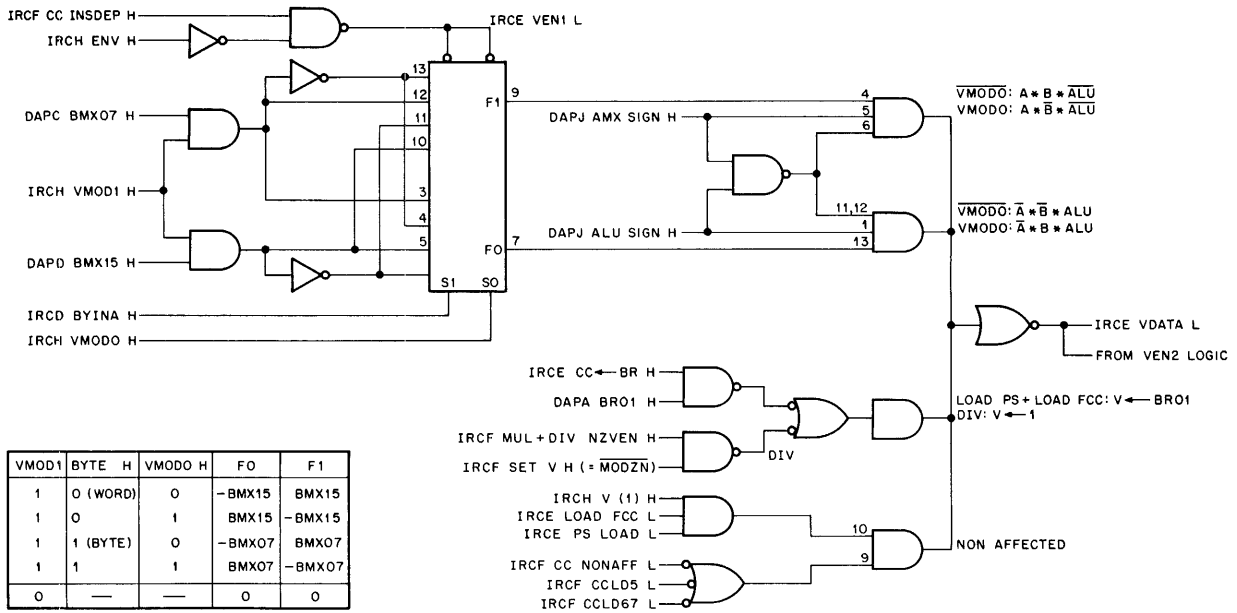 IRCF CC INSDEP H
IRCH ENV H
IRCE VEN1 L
DAPC BMX07 H
IRCH VMOD1 H
DAPD BMX15 H
IRCD BYINA H
IRCH VMODO H
13
12
11
10
3
4
5
S1
SO
F1
9
FO
7
DAPJ AMX SIGN H
DAPJ ALU SIGN H
4
5
6
11,12
1
13
VMODO: A * B * ALU
VMODO: A * B * ALU
VMODO: A * B * ALU
VMODO: A * B * ALU
IRCE VDATA L
FROM VEN2 LOGIC
IRCE CC←BR H
DAPA BRO1 H
IRCF MUL+DIV NZVEN H
IRCF SET V H (= MODZN)
DIV
LOAD PS+LOAD FCC: V←BRO1
DIV: V←1
IRCH V (1) H
IRCE LOAD FCC L
IRCE PS LOAD L
IRCF CC NONAFF L
IRCF CCLD5 L
IRCF CCLD67 L
10
9
NON AFFECTED
VMOD1 BYTE H VMODO H FO F1
1 0 (WORD) 0 -BMX15 BMX15
1 0 1 BMX15 -BMX15
1 1 (BYTE) 0 -BMX07 BMX07
1 1 1 BMX07 -BMX07
0 — — 0 0